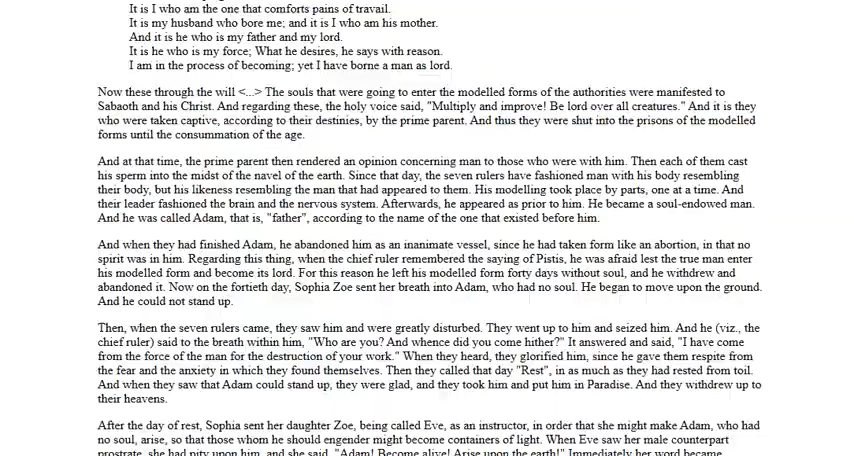 It is I who am the one that comforts pains of travail.
It is my husband who bore me; and it is I who am his mother.
And it is he who is my father and my lord.
It is he who is my force; What he desires, he says with reason.
I am in the process of becoming; yet I have borne a man as lord.
Now these through the will <...> The souls that were going to enter the modelled forms of the authorities were manifested to
Sabaoth and his Christ. And regarding these, the holy voice said, "Multiply and improve! Be lord over all creatures." And it is they
who were taken captive, according to their destinies, by the prime parent. And thus they were shut into the prisons of the modelled
forms until the consummation of the age.
And at that time, the prime parent then rendered an opinion concerning man to those who were with him. Then each of them cast
his sperm into the midst of the navel of the earth. Since that day, the seven rulers have fashioned man with his body resembling
their body, but his likeness resembling the man that had appeared to them. His modelling took place by parts, one at a time. And
their leader fashioned the brain and the nervous system. Afterwards, he appeared as prior to him. He became a soul-endowed man.
And he was called Adam, that is, "father", according to the name of the one that existed before him.
And when they had finished Adam, he abandoned him as an inanimate vessel, since he had taken form like an abortion, in that no
spirit was in him. Regarding this thing, when the chief ruler remembered the saying of Pistis, he was afraid lest the true man enter
his modelled form and become its lord. For this reason he left his modelled form forty days without soul, and he withdrew and
abandoned it. Now on the fortieth day, Sophia Zoe sent her breath into Adam, who had no soul. He began to move upon the ground.
And he could not stand up.
Then, when the seven rulers came, they saw him and were greatly disturbed. They went up to him and seized him. And he (viz., the
chief ruler) said to the breath within him, "Who are you? And whence did you come hither?" It answered and said, "I have come
from the force of the man for the destruction of your work." When they heard, they glorified him, since he gave them respite from
the fear and the anxiety in which they found themselves. Then they called that day "Rest", in as much as they had rested from toil.
And when they saw that Adam could stand up, they were glad, and they took him and put him in Paradise. And they withdrew up to
their heavens.
After the day of rest, Sophia sent her daughter Zoe, being called Eve, as an instructor, in order that she might make Adam, who had
no soul, arise, so that those whom he should engender might become containers of light. When Eve saw her male counterpart
prostrate, she had pity upon him, and she said, "Adam! Become alive! Arise upon the earth!" Immediately her word became